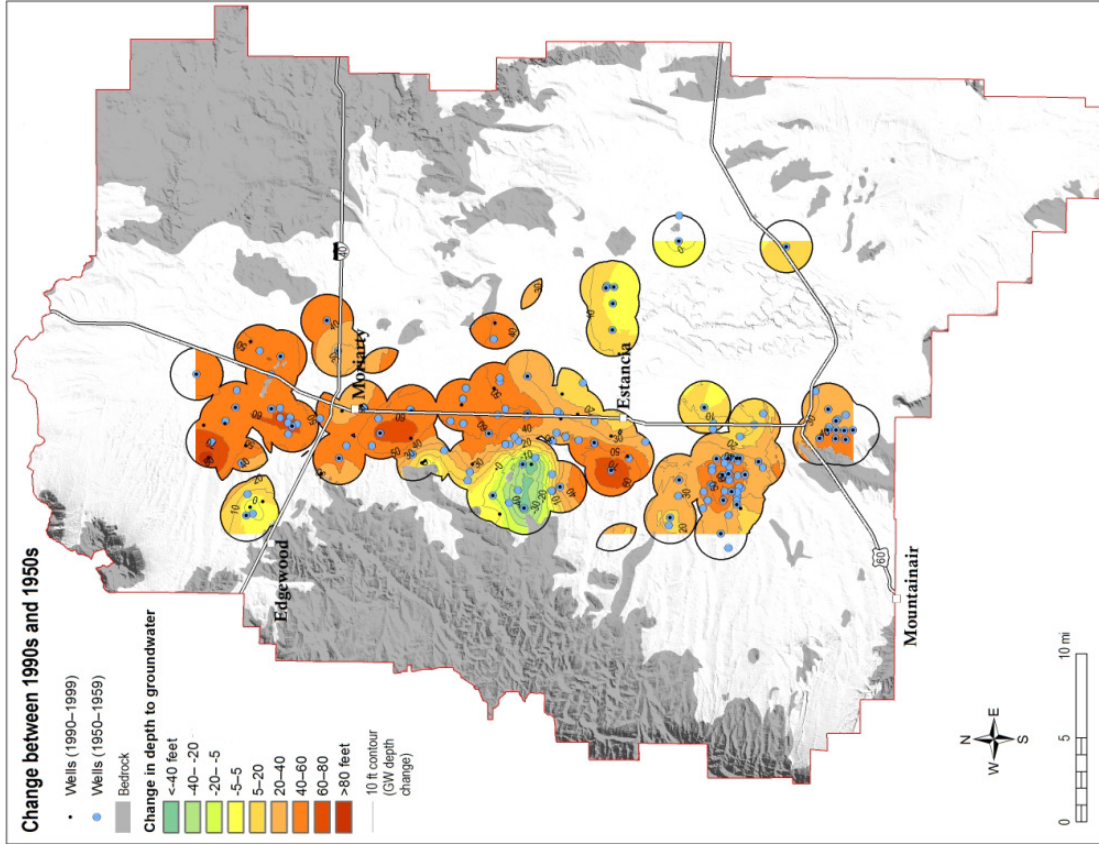 Change between 1990s and 1950s
Wells (1990–1999)
Wells (1950–1959)
Bedrock
Change in depth to groundwater
<-40 feet
-40– -20
-20– -5
-5–5
5–20
20–40
40–60
60–80
>80 feet
10 ft contour
(GW depth
change)
Edgewood
Moriarty
40
Estancia
60
Mountainair
N
W
E
S
0
5
10 mi